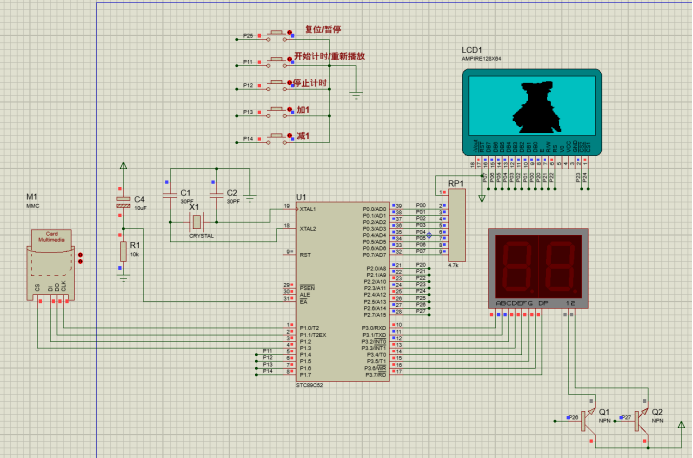 复位/暂停
P25
开始计时/重新播放
P11
停止计时
P12
加1
P13
减1
P14
LCD1
AMPIRE128X64
C4
10uF
R1
10k
C1
30PF
C2
30PF
X1
CRYSTAL
M1
MMC
Card
Multimedia
CS
DI
DO
CLK
U1
STC89C52
19
XTAL1
18
XTAL2
9
RST
29
PSEN
30
ALE
31
EA
1
P1.0/T2
2
P1.1/T2EX
3
P1.2
4
P1.3
P11
5
P1.4
P12
6
P1.5
P13
7
P1.6
P14
8
P1.7
P0.0/AD0
39
P00
P0.1/AD1
38
P01
P0.2/AD2
37
P02
P0.3/AD3
36
P03
P0.4/AD4
35
P04
P0.5/AD5
34
P05
P0.6/AD6
33
P06
P0.7/AD7
32
P07
P2.0/A8
21
P20
P2.1/A9
22
P21
P2.2/A10
23
P22
P2.3/A11
24
P23
P2.4/A12
25
P24
P2.5/A13
26
P25
P2.6/A14
27
P26
P2.7/A15
28
P27
P3.0/RXD
10
P3.1/TXD
11
P3.2/INT0
12
P3.3/INT1
13
P3.4/T0
14
P3.5/T1
15
P3.6/WR
16
P3.7/RD
17
RP1
1
2
3
4
5
6
7
8
9
4.7k
ABCDEFG DP
12
P26
Q1
NPN
P27
Q2
NPN